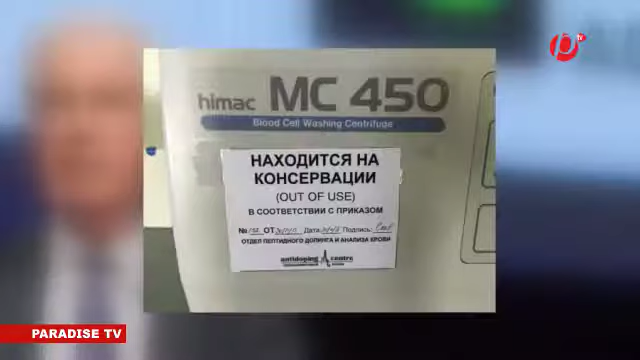 himac MC 450
Blood Cell Washing Centrifuge
НАХОДИТСЯ НА
КОНСЕРВАЦИИ
(OUT OF USE)
В СООТВЕТСТВИИ С ПРИКАЗОМ
№ ОТ Дата Подпись:
ОТДЕЛ ПЕПТИДНОГО ДОПИНГА И АНАЛИЗА КРОВИ
antidoping centre
PARADISE TV